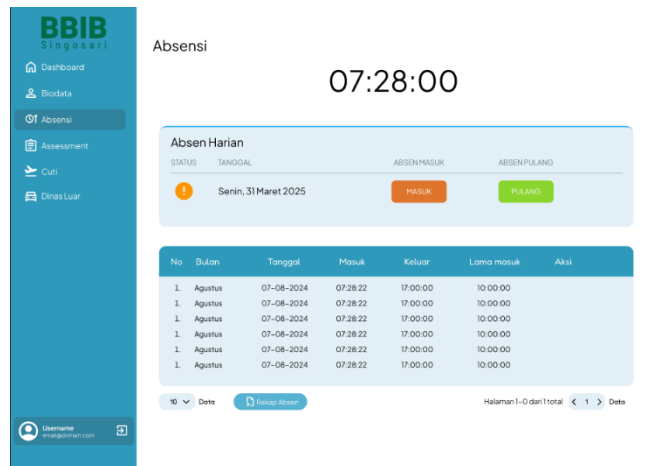 BBIB
Singosari
Dashboard
Biodata
Absensi
Assessment
Cuti
Dinas Luar
Username
email@domain.com
Absensi
07:28:00
Absen Harian
STATUS TANGGAL ABSEN MASUK ABSEN PULANG
! Senin, 31 Maret 2025 MASUK PULANG
No Bulan Tanggal Masuk Keluar Lama masuk Aksi
1. Agustus 07-08-2024 07:28:22 17:00:00 10:00:00
1. Agustus 07-08-2024 07:28:22 17:00:00 10:00:00
1. Agustus 07-08-2024 07:28:22 17:00:00 10:00:00
1. Agustus 07-08-2024 07:28:22 17:00:00 10:00:00
1. Agustus 07-08-2024 07:28:22 17:00:00 10:00:00
1. Agustus 07-08-2024 07:28:22 17:00:00 10:00:00
10 Data Rekap Absen Halaman 1-0 dari 1 total < 1 > Data